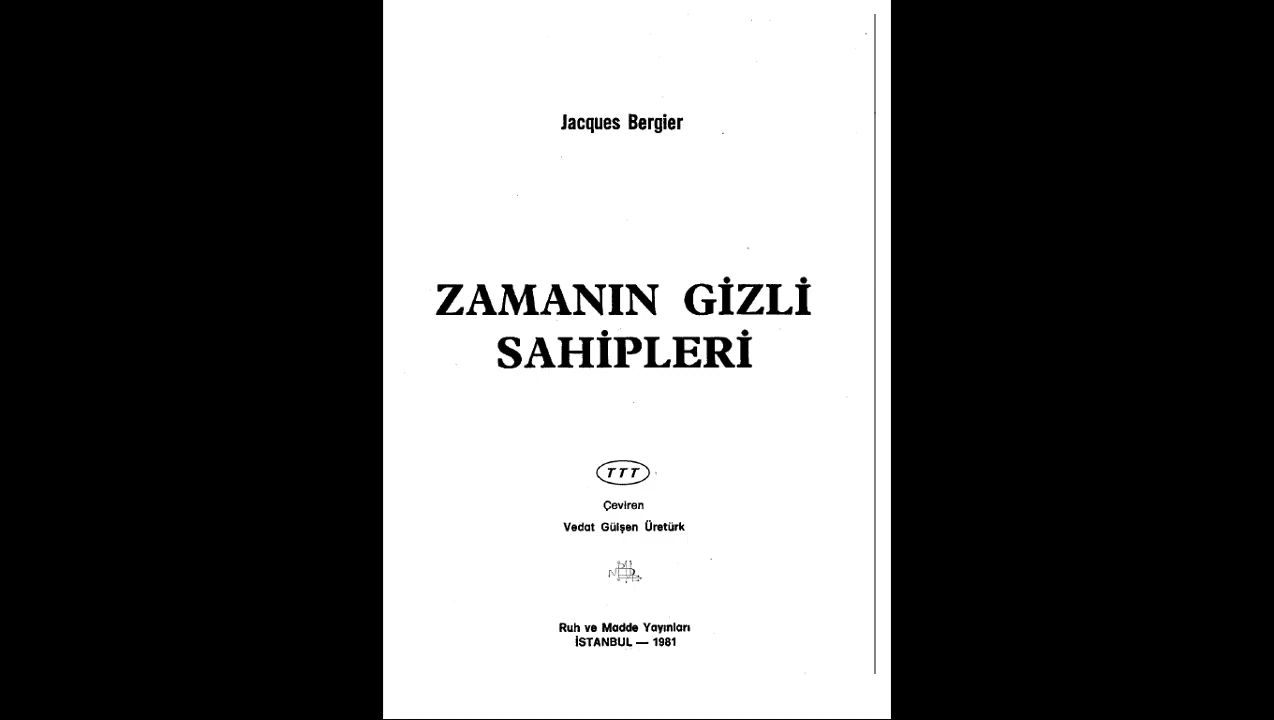 Jacques Bergier
ZAMANIN GİZLİ
SAHİPLERİ
TTT
Çeviren
Vedat Gülşen Üretürk
Ruh ve Madde Yayınları
İSTANBUL — 1981